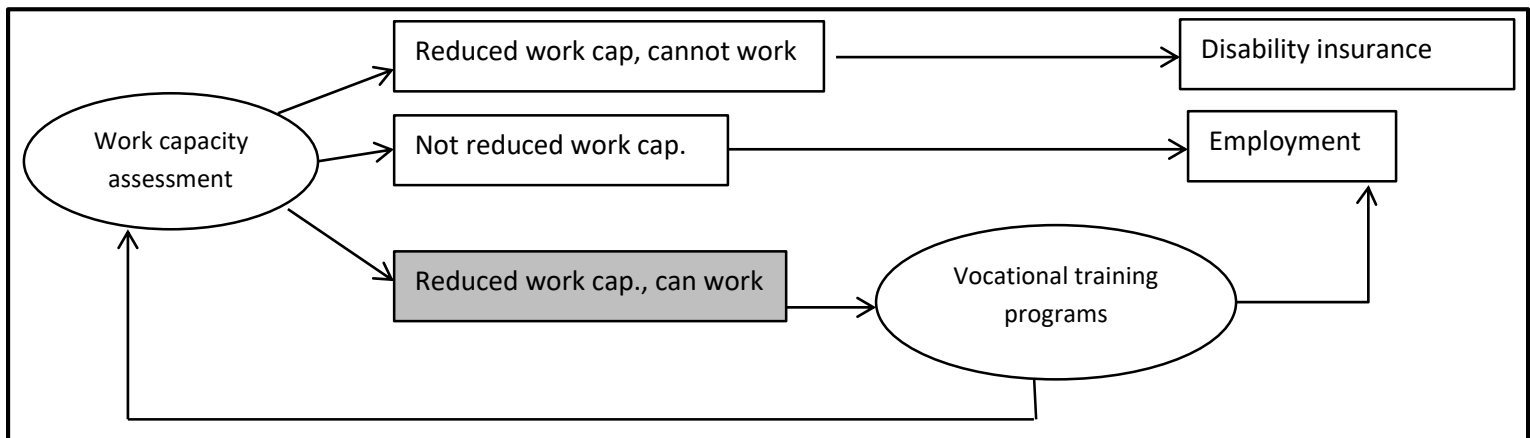 Reduced work cap, cannot work
Disability insurance
Work capacity
assessment
Not reduced work cap.
Employment
Reduced work cap., can work
Vocational training
programs